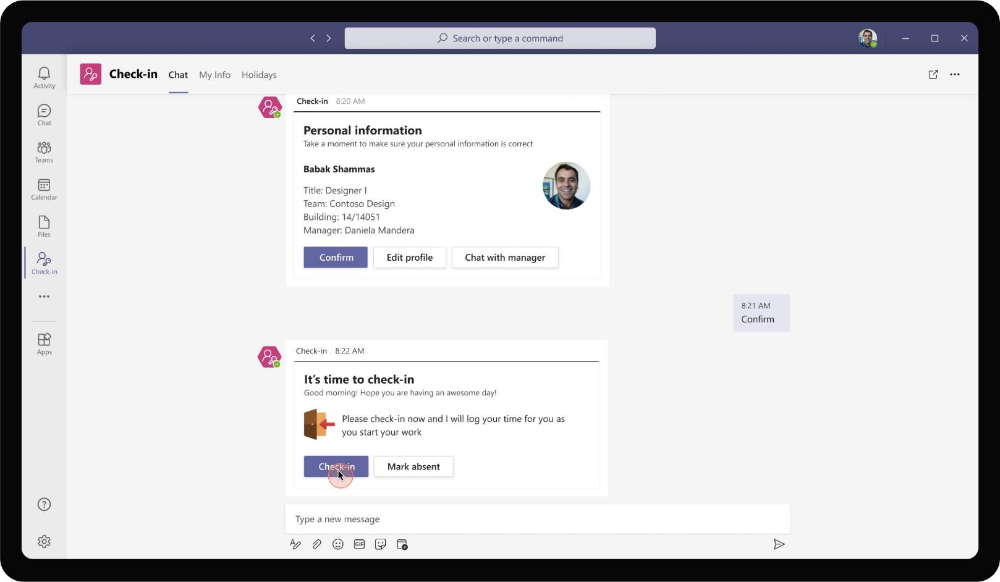 Search or type a command
Check-in Chat My Info Holidays
Activity
Chat
Teams
Calendar
Files
Check-in
Apps
Check-in 8:20 AM
Personal information
Take a moment to make sure your personal information is correct
Babak Shammas
Title: Designer I
Team: Contoso Design
Building: 14/14051
Manager: Daniela Mandera
Confirm Edit profile Chat with manager
8:21 AM
Confirm
Check-in 8:22 AM
It’s time to check-in
Good morning! Hope you are having an awesome day!
Please check-in now and I will log your time for you as
you start your work
Check-in Mark absent
Type a new message
GIF